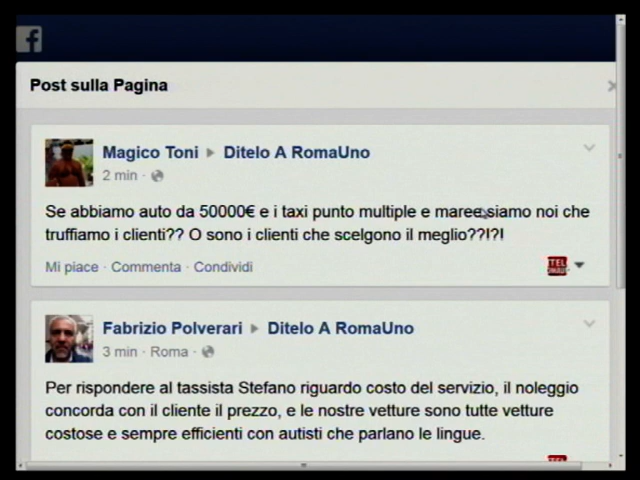 Post sulla Pagina
Magico Toni ▸ Ditelo A RomaUno
2 min ·
Se abbiamo auto da 50000€ e i taxi punto multiple e maree siamo noi che
truffiamo i clienti?? O sono i clienti che scelgono il meglio??!?!
Mi piace · Commenta · Condividi
Fabrizio Polverari ▸ Ditelo A RomaUno
3 min · Roma ·
Per rispondere al tassista Stefano riguardo costo del servizio, il noleggio
concorda con il cliente il prezzo, e le nostre vetture sono tutte vetture
costose e sempre efficienti con autisti che parlano le lingue.